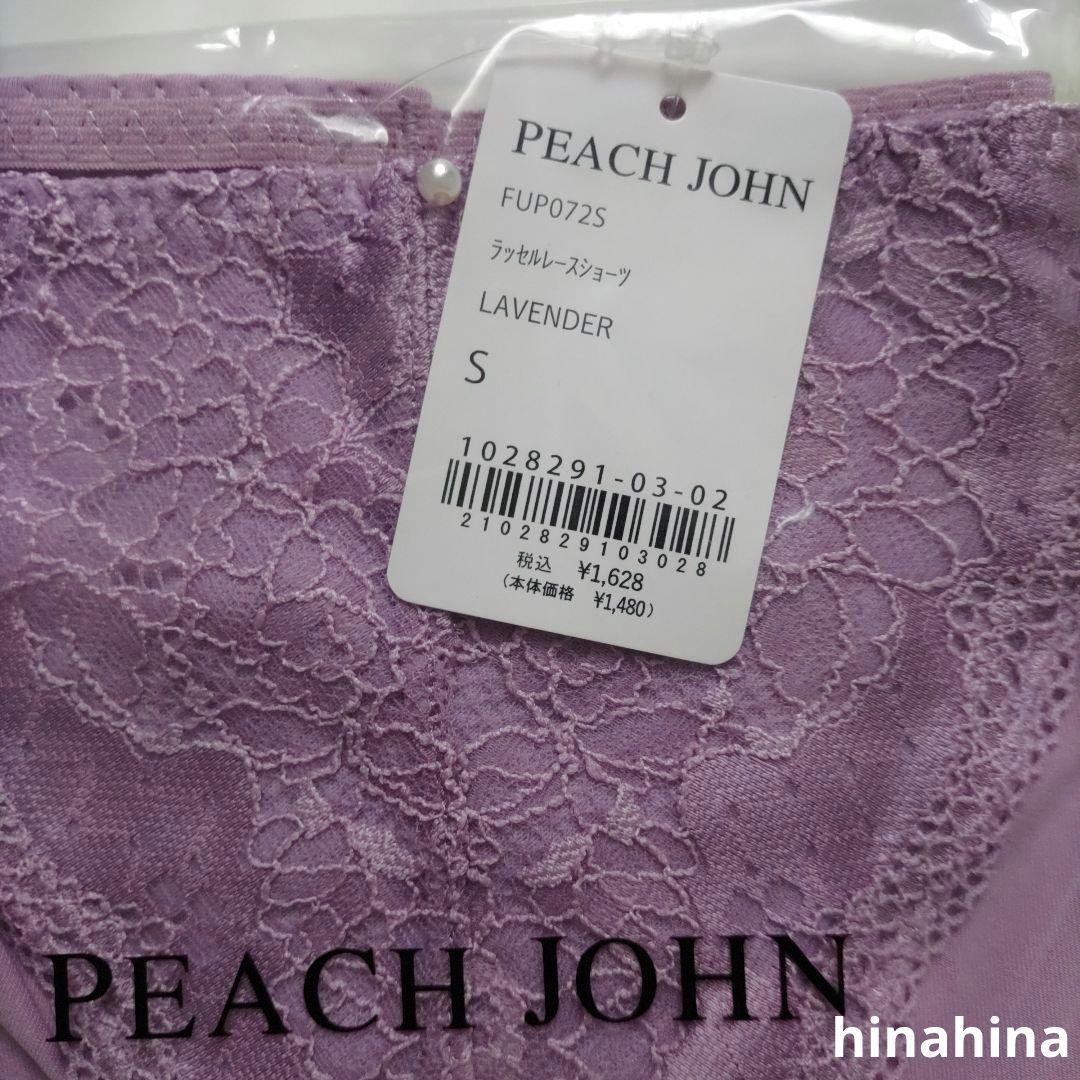 PEACH JOHN
FUP072S
ラッセルレースショーツ
LAVENDER
S
1028291-03-02
2102829103028
税込 ¥1,628
(本体価格 ¥1,480)
PEACH JOHN
hinahina